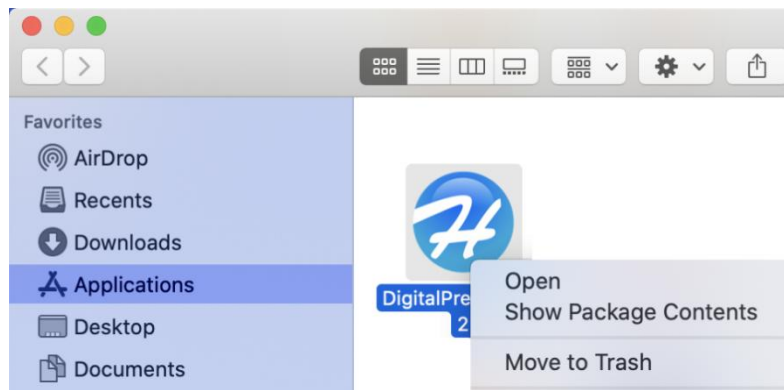 Favorites
AirDrop
Recents
Downloads
Applications
Desktop
Documents
DigitalPre
2
Open
Show Package Contents
Move to Trash